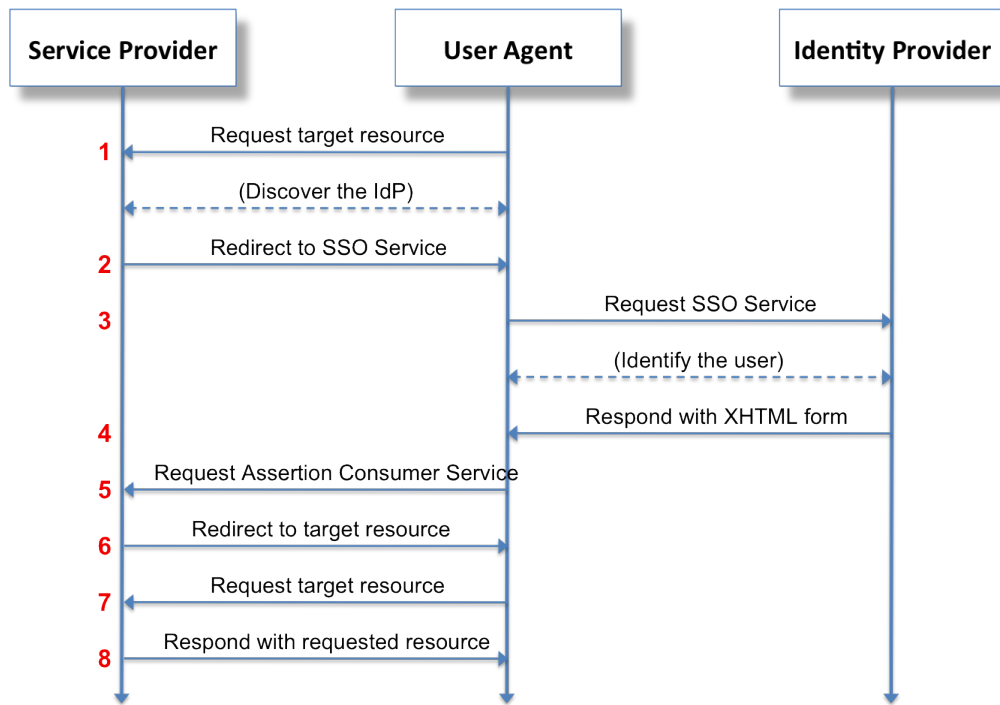 Service Provider
User Agent
Identity Provider
Request target resource
1
(Discover the IdP)
Redirect to SSO Service
2
Request SSO Service
3
(Identify the user)
Respond with XHTML form
4
Request Assertion Consumer Service
5
Redirect to target resource
6
Request target resource
7
Respond with requested resource
8